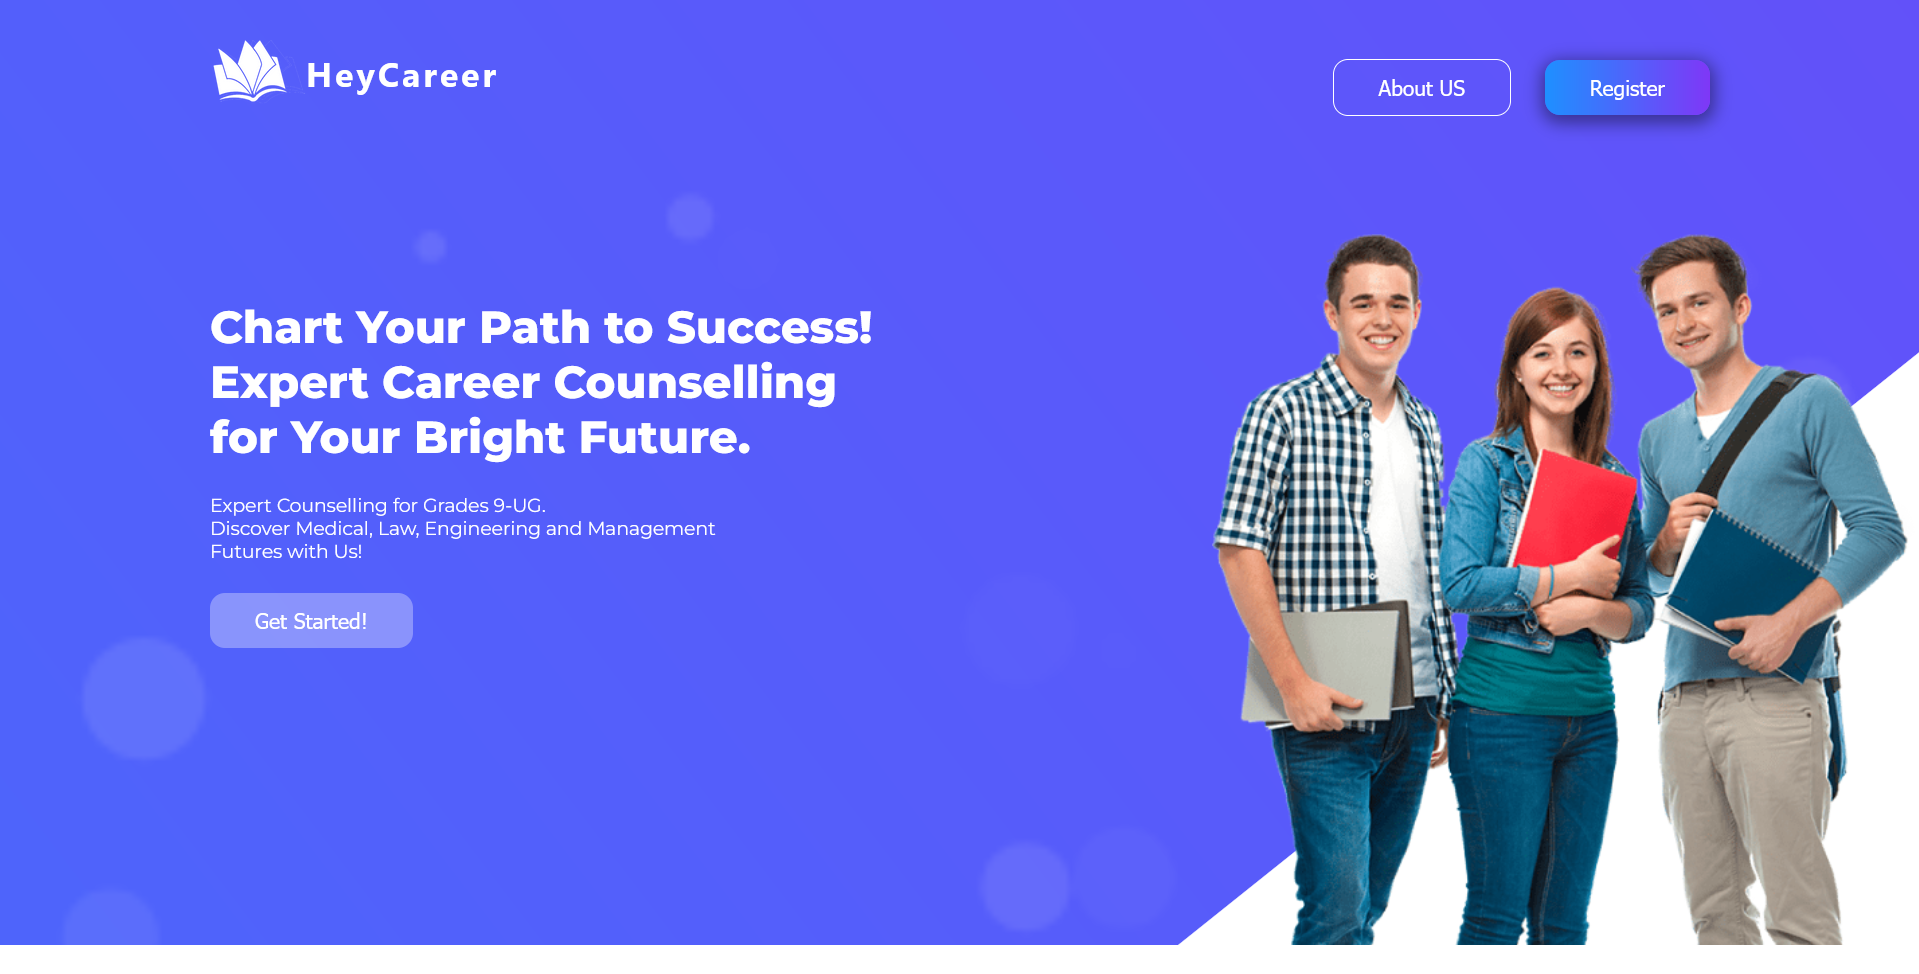 HeyCareer
About US
Register
Chart Your Path to Success!
Expert Career Counselling
for Your Bright Future.
Expert Counselling for Grades 9-UG.
Discover Medical, Law, Engineering and Management
Futures with Us!
Get Started!